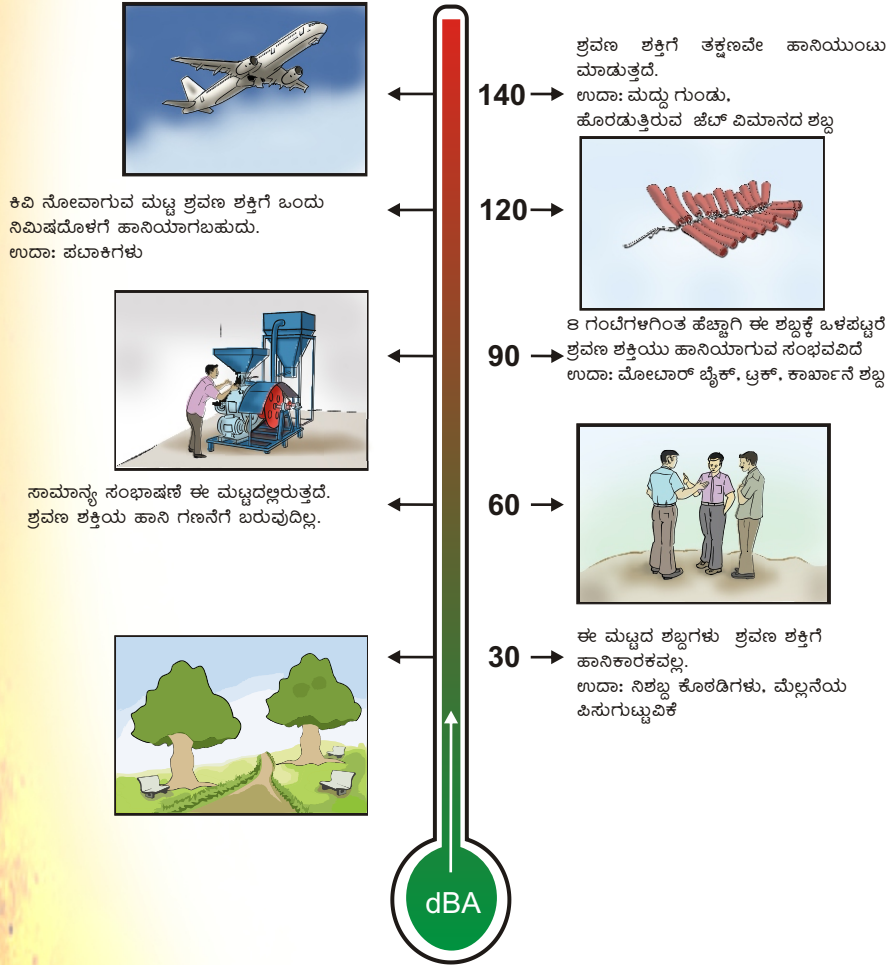 ಶ್ರವಣ ಶಕ್ತಿಗೆ ತಕ್ಷಣವೇ ಹಾನಿಯುಂಟು
ಮಾಡುತ್ತದೆ.
140
ಉದಾ: ಮದ್ದು ಗುಂಡು,
ಹೊರಡುತ್ತಿರುವ ಜೆಟ್ ವಿಮಾನದ ಶಬ್ದ
ಕಿವಿ ನೋವಾಗುವ ಮಟ್ಟ ಶ್ರವಣ ಶಕ್ತಿಗೆ ಒಂದು
ನಿಮಿಷದೊಳಗೆ ಹಾನಿಯಾಗಬಹುದು.
ಉದಾ: ಪಟಾಕಿಗಳು
120
8 ಗಂಟೆಗಳಿಗಿಂತ ಹೆಚ್ಚಾಗಿ ಈ ಶಬ್ದಕ್ಕೆ ಒಳಪಟ್ಟರೆ
ಶ್ರವಣ ಶಕ್ತಿಯು ಹಾನಿಯಾಗುವ ಸಂಭವವಿದೆ
ಉದಾ: ಮೋಟಾರ್ ಬೈಕ್, ಟ್ರಕ್, ಕಾರ್ಖಾನೆ ಶಬ್ದ
90
ಸಾಮಾನ್ಯ ಸಂಭಾಷಣೆ ಈ ಮಟ್ಟದಲ್ಲಿರುತ್ತದೆ.
ಶ್ರವಣ ಶಕ್ತಿಯ ಹಾನಿ ಗಣನೆಗೆ ಬರುವುದಿಲ್ಲ.
60
30
ಈ ಮಟ್ಟದ ಶಬ್ದಗಳು ಶ್ರವಣ ಶಕ್ತಿಗೆ
ಹಾನಿಕಾರಕವಲ್ಲ.
ಉದಾ: ನಿಶಬ್ದ ಕೊಠಡಿಗಳು, ಮೆಲ್ಲನೆಯ
ಪಿಸುಗುಟ್ಟುವಿಕೆ
dBA